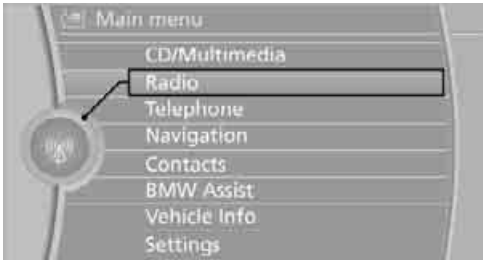 Main menu
CD/Multimedia
Radio
Telephone
Navigation
Contacts
BMW Assist
Vehicle Info
Settings